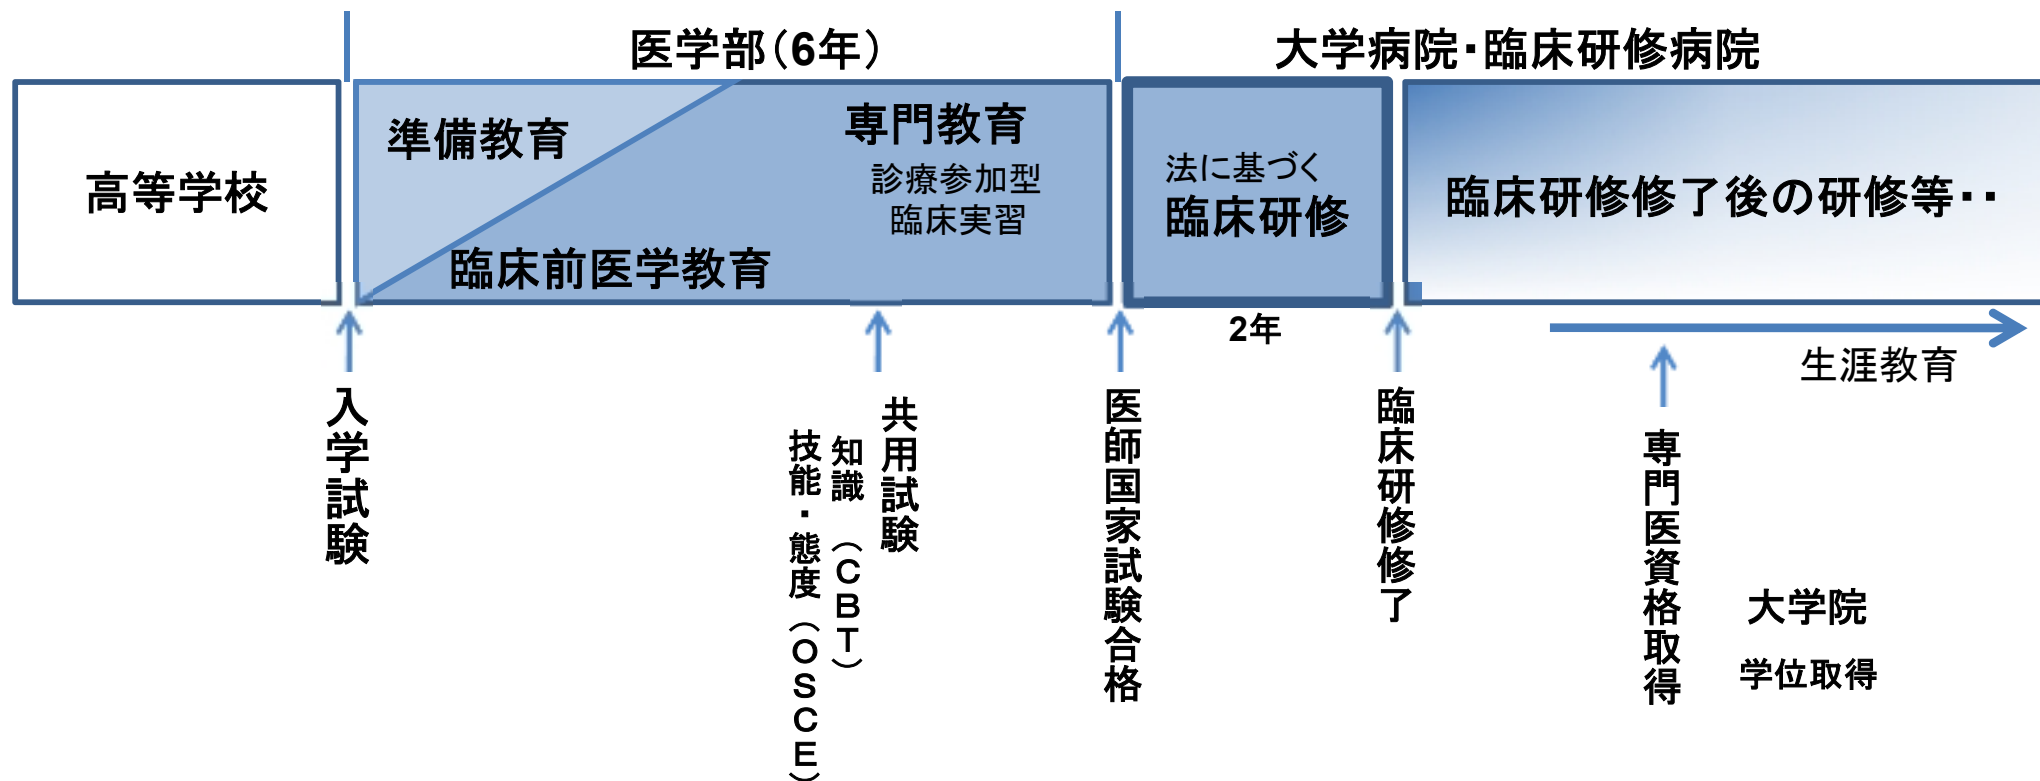 医学部（6年）
大学病院・臨床研修病院
高等学校
準備教育
臨床前医学教育
専門教育
診療参加型
臨床実習
法に基づく
臨床研修
臨床研修修了後の研修等・・
2年
生涯教育
入学試験
共用試験
知識　（ＣＢＴ）
技能・態度（ＯＳＣＥ）
医師国家試験合格
臨床研修修了
専門医資格取得
大学院
学位取得